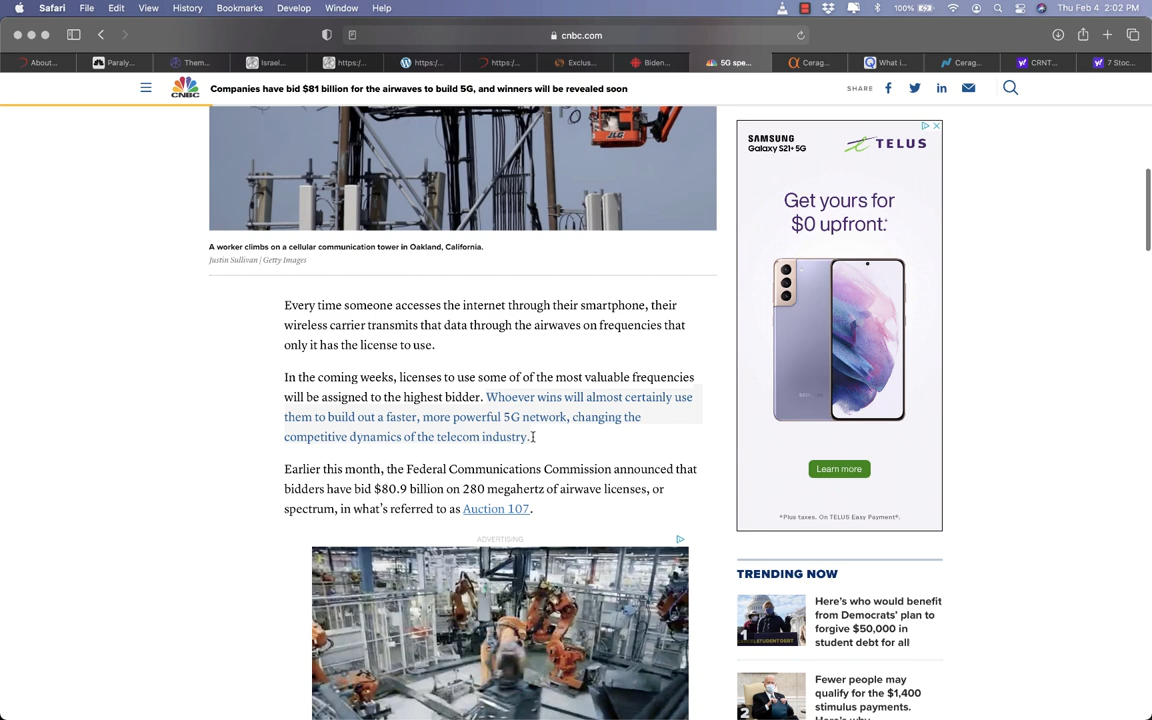 Safari File Edit View History Bookmarks Develop Window Help
100% Thu Feb 4 2:02 PM
cnbc.com
About...
Paraly...
Them...
Israel...
https:/...
https:/...
https:/...
Exclus...
Biden...
5G spe...
Cerag...
What i...
Cerag...
CRNT...
7 Stoc...
CNBC
Companies have bid $81 billion for the airwaves to build 5G, and winners will be revealed soon
SHARE
JLG
A worker climbs on a cellular communication tower in Oakland, California.
Justin Sullivan | Getty Images
Every time someone accesses the internet through their smartphone, their
wireless carrier transmits that data through the airwaves on frequencies that
only it has the license to use.
In the coming weeks, licenses to use some of of the most valuable frequencies
will be assigned to the highest bidder. Whoever wins will almost certainly use
them to build out a faster, more powerful 5G network, changing the
competitive dynamics of the telecom industry.
Earlier this month, the Federal Communications Commission announced that
bidders have bid $80.9 billion on 280 megahertz of airwave licenses, or
spectrum, in what's referred to as Auction 107.
ADVERTISING
SAMSUNG
Galaxy S21+ 5G
TELUS
Get yours for
$0 upfront.*
Learn more
*Plus taxes. On TELUS Easy Payment®.
TRENDING NOW
1
Here's who would benefit
from Democrats' plan to
forgive $50,000 in
student debt for all
2
Fewer people may
qualify for the $1,400
stimulus payments.
Here's why